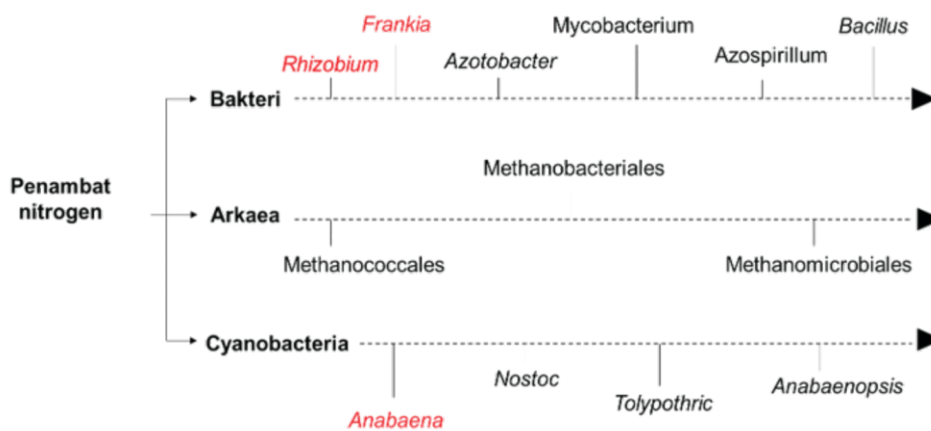 Frankia
Mycobacterium
Bacillus
Rhizobium
Azotobacter
Azospirillum
Bakteri
Methanobacteriales
Penambat
nitrogen
Arkaea
Methanococcales
Methanomicrobiales
Cyanobacteria
Nostoc
Anabaenopsis
Tolypothric
Anabaena